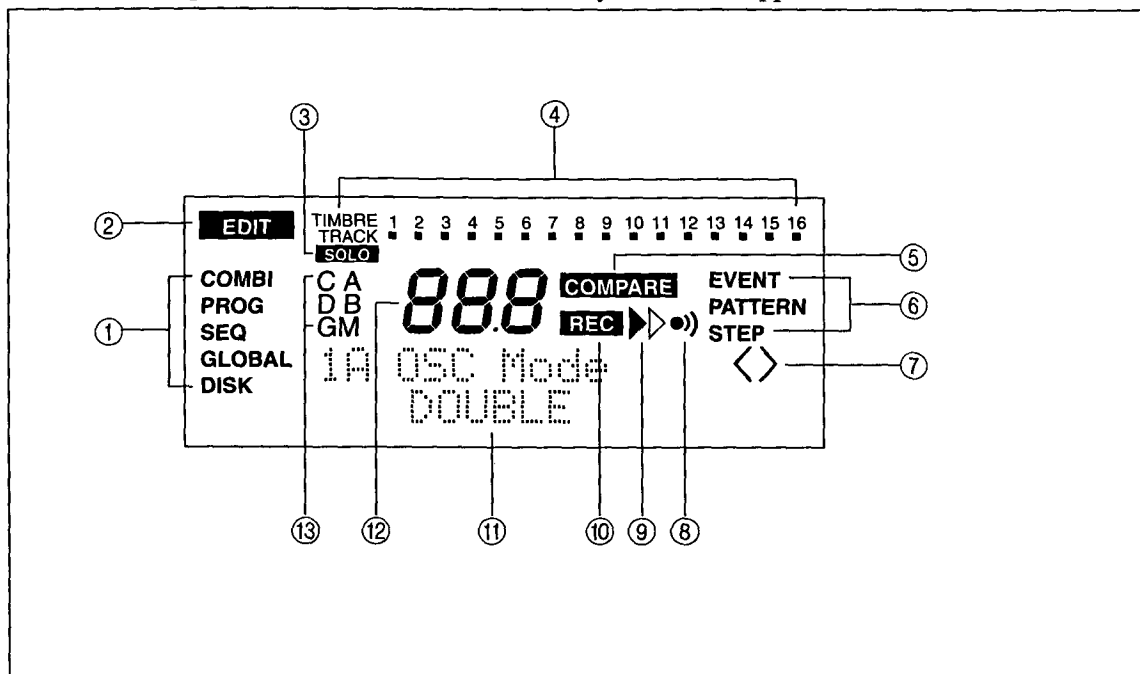 ③ ④
② EDIT TIMBRE 1 2 3 4 5 6 7 8 9 10 11 12 13 14 15 16
TRACK
SOLO ⑤
COMBI C A 88.8 COMPARE EVENT
PROG D B PATTERN ⑥
① SEQ GM REC STEP
GLOBAL 1A OSC Mode <> ⑦
DISK DOUBLE
⑬ ⑫ ⑪ ⑩ ⑨ ⑧